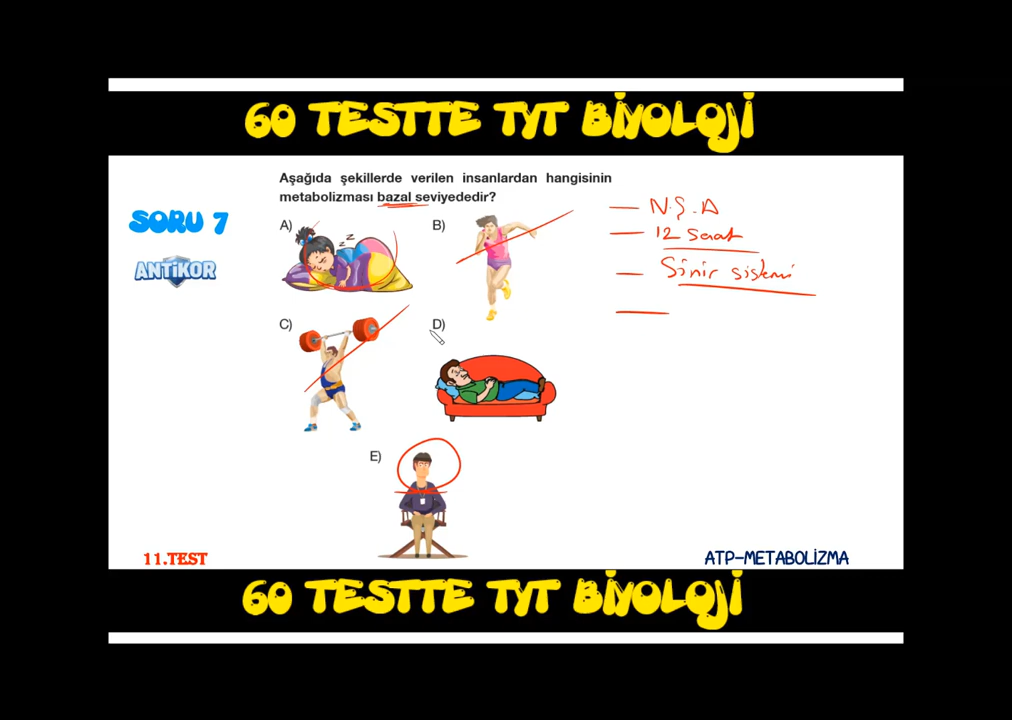 60 TESTTE TYT BİYOLOJİ
Aşağıda şekillerde verilen insanlardan hangisinin
metabolizması bazal seviyededir?
SORU 7
ANTİKOR
A)
B)
C)
D)
E)
z z z
— N.Ş.A
— 12 saat
— Sinir sistemi
11.TEST
ATP-METABOLİZMA
60 TESTTE TYT BİYOLOJİ